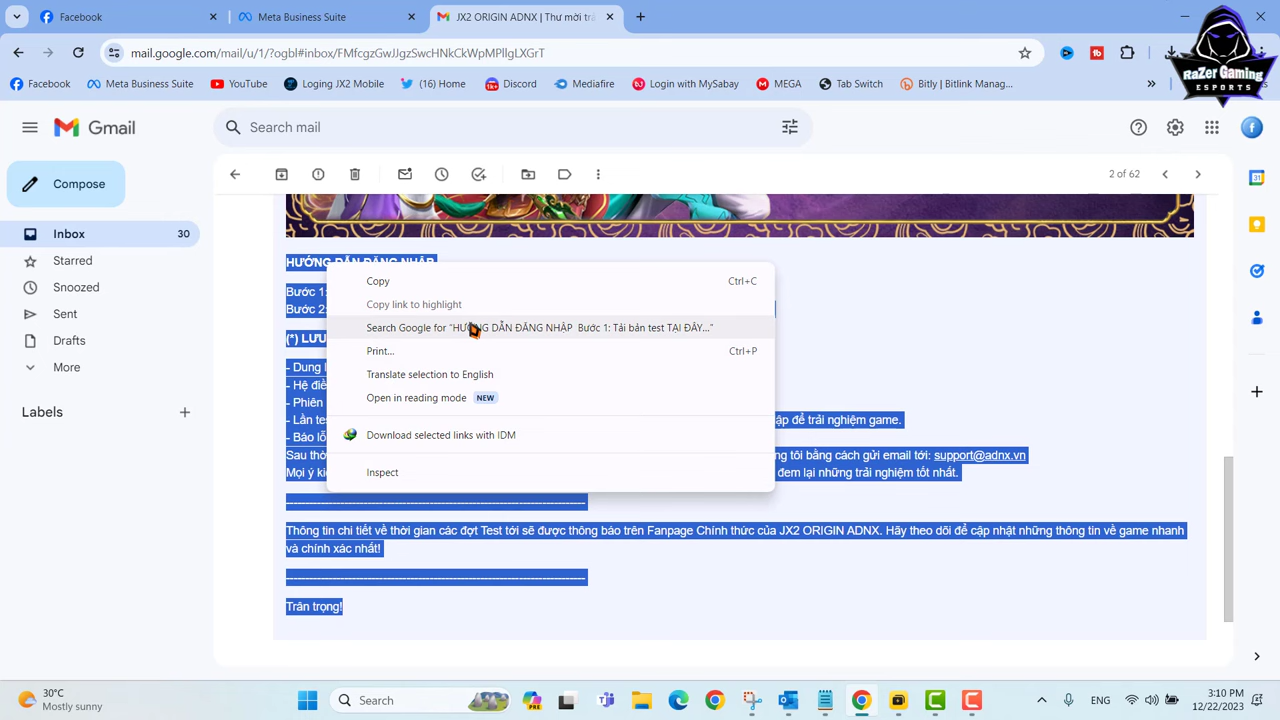 Facebook
Meta Business Suite
JX2 ORIGIN ADNX | Thư mời trả
mail.google.com/mail/u/1/?ogbl#inbox/
Facebook
Meta Business Suite
YouTube
Loging JX2 Mobile
(16) Home
Discord
Mediafire
Login with MySabay
MEGA
Tab Switch
Bitly | Bitlink Manag...
RaZer Gaming
ESPORTS
Gmail
Search mail
Compose
2 of 62
Inbox
30
Starred
Snoozed
Sent
Drafts
More
Labels
HƯỚNG DẪN ĐĂNG NHẬP
Bước 1:
Bước 2:
(*) LƯU
- Dung l
- Hệ điề
- Phiên
- Lần te
ập để trải nghiệm game.
- Báo lỗ
Sau thời
ng tôi bằng cách gửi email tới: support@adnx.vn
Mọi ý ki
đem lại những trải nghiệm tốt nhất.
Copy
Ctrl+C
Copy link to highlight
Search Google for "HƯỚNG DẪN ĐĂNG NHẬP Bước 1: Tải bản test TẠI ĐÂY..."
Print...
Ctrl+P
Translate selection to English
Open in reading mode
NEW
Download selected links with IDM
Inspect
--------------------------------------------------------------------------
Thông tin chi tiết về thời gian các đợt Test tới sẽ được thông báo trên Fanpage Chính thức của JX2 ORIGIN ADNX. Hãy theo dõi để cập nhật những thông tin về game nhanh
và chính xác nhất!
--------------------------------------------------------------------------
Trân trọng!
30°C
Mostly sunny
Search
ENG
3:10 PM
12/22/2023